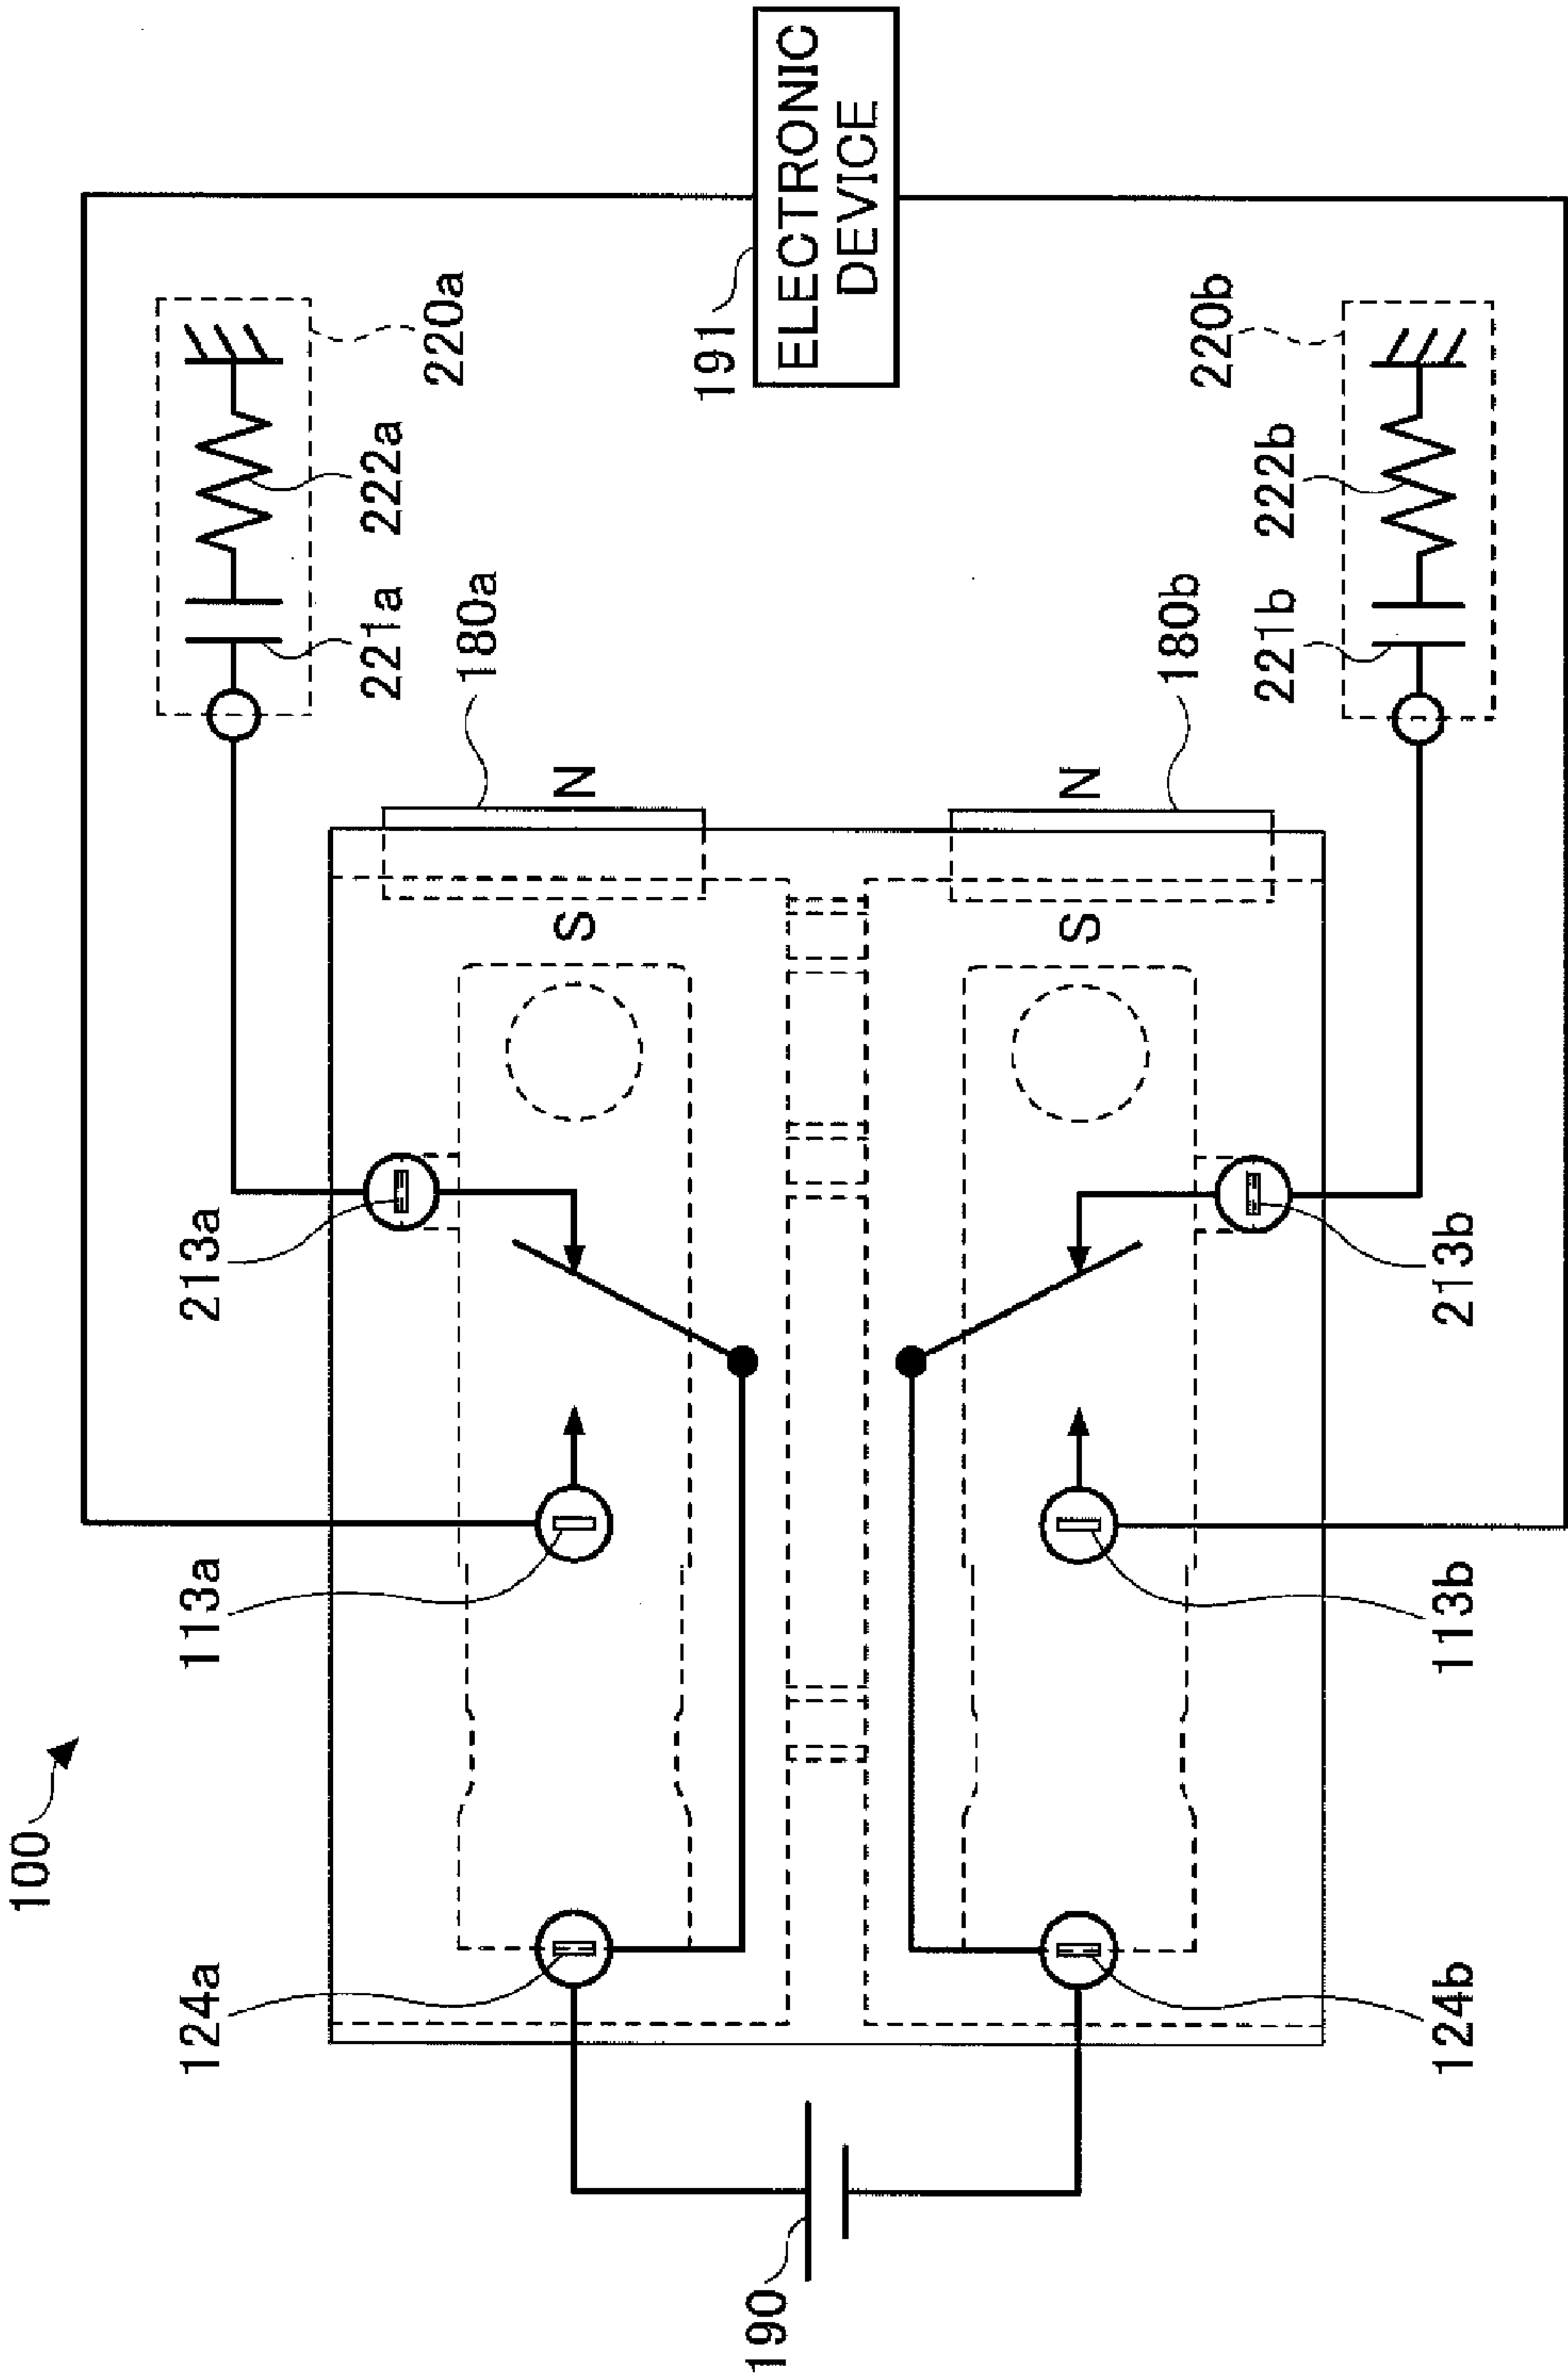 100
124a
113a
213a
221a
222a
220a
180a
N
S
190
191
ELECTRONIC
DEVICE
S
N
180b
220b
221b
222b
124b
113b
213b